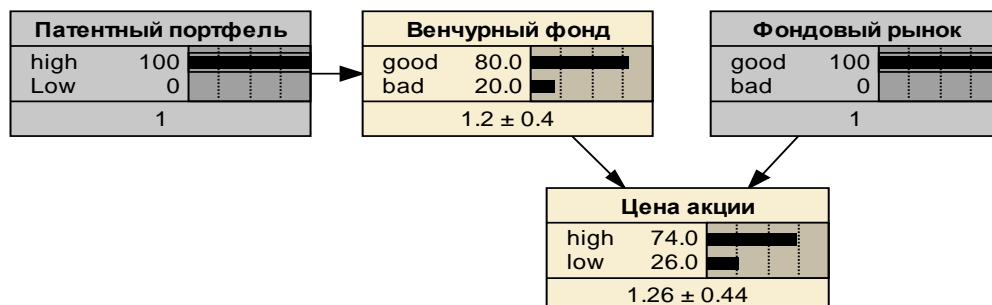 Патентный портфель
high 100
Low 0
1
Венчурный фонд
good 80.0
bad 20.0
1.2 ± 0.4
Фондовый рынок
good 100
bad 0
1
Цена акции
high 74.0
low 26.0
1.26 ± 0.44